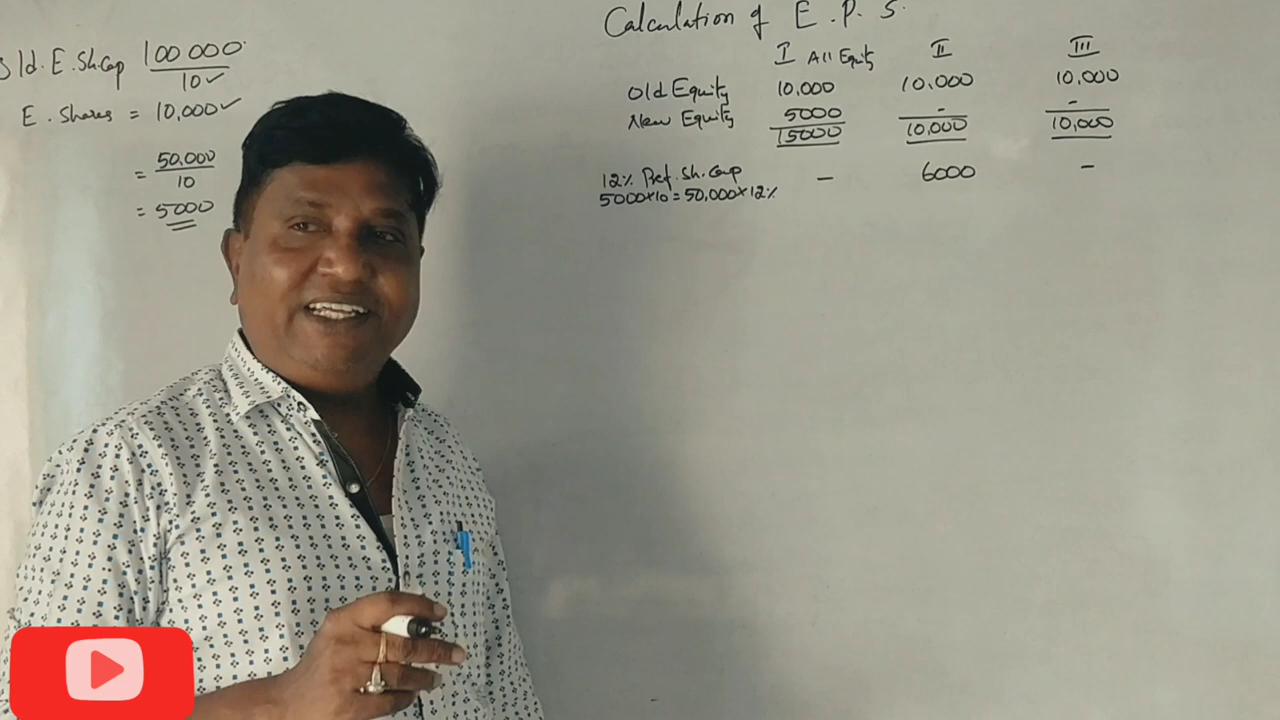 Old. E. Sh. Cap 100 000
10 ✓
E. Shares = 10,000 ✓
= 50,000
10
= 5000
Calculation of E. P. S.
I All Equity II III
Old Equity 10,000 10,000 10,000
New Equity 5000 - -
15000 10,000 10,000
12% Pref. Sh. Cap - 6000 -
5000×10 = 50,000×12%